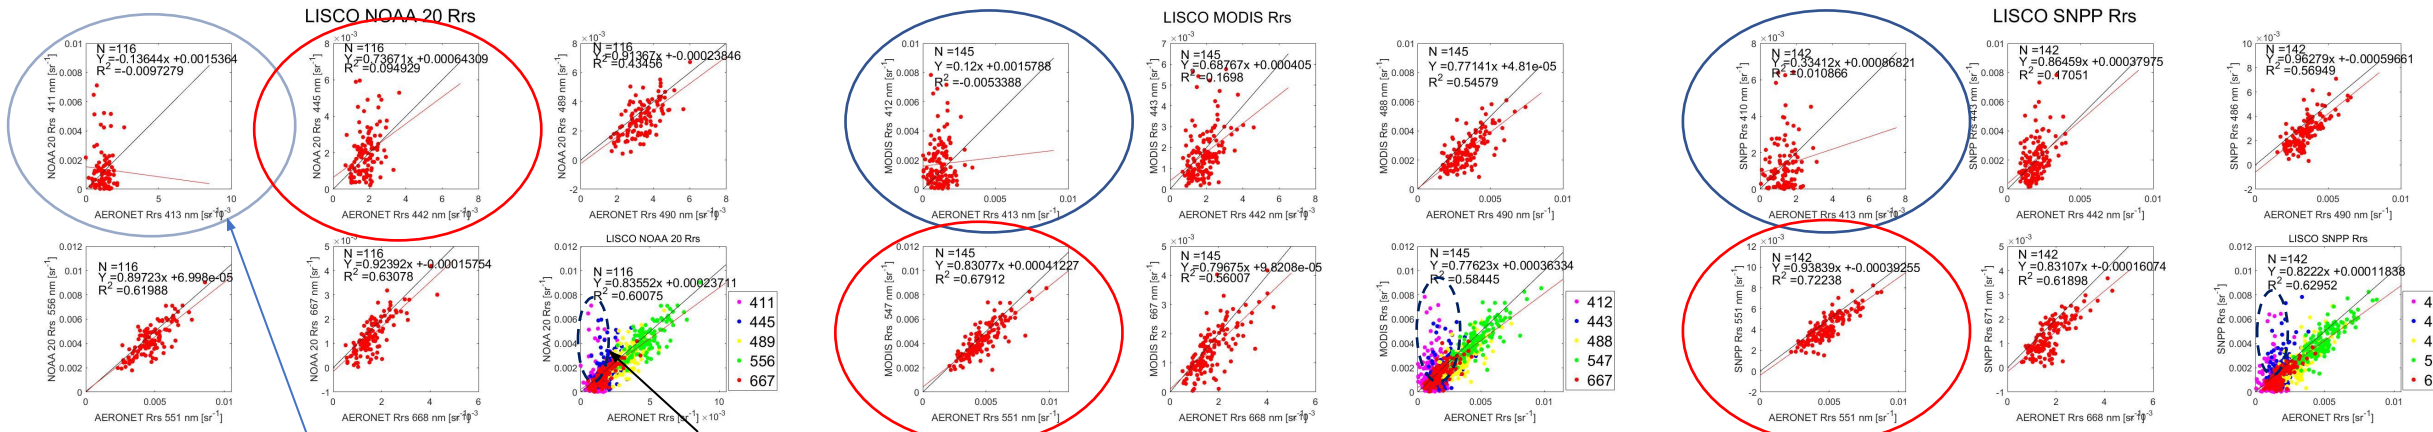 LISCO NOAA 20 Rrs
LISCO MODIS Rrs
LISCO SNPP Rrs
N =116
Y =-0.13644x +0.0015364
R² =-0.0097279
NOAA 20 Rrs 411 nm [sr⁻¹]
AERONET Rrs 413 nm [sr⁻¹]
N =116
Y =0.73671x +0.00064309
R² =0.094929
NOAA 20 Rrs 445 nm [sr⁻¹]
AERONET Rrs 442 nm [sr⁻¹]
N =116
Y =0.91367x +-0.00023846
R² =0.43456
NOAA 20 Rrs 489 nm [sr⁻¹]
AERONET Rrs 490 nm [sr⁻¹]
N =145
Y =0.12x +0.0015788
R² =-0.0053388
MODIS Rrs 412 nm [sr⁻¹]
AERONET Rrs 413 nm [sr⁻¹]
N =145
Y =0.68767x +0.000405
R² =0.1698
MODIS Rrs 443 nm [sr⁻¹]
AERONET Rrs 442 nm [sr⁻¹]
N =145
Y =0.77141x +4.81e-05
R² =0.54579
MODIS Rrs 488 nm [sr⁻¹]
AERONET Rrs 490 nm [sr⁻¹]
N =142
Y =0.33412x +0.00086821
R² =0.010866
SNPP Rrs 410 nm [sr⁻¹]
AERONET Rrs 413 nm [sr⁻¹]
N =142
Y =0.86459x +0.00037975
R² =0.17051
SNPP Rrs 443 nm [sr⁻¹]
AERONET Rrs 442 nm [sr⁻¹]
N =142
Y =0.96279x +-0.00059661
R² =0.56949
SNPP Rrs 486 nm [sr⁻¹]
AERONET Rrs 490 nm [sr⁻¹]
N =116
Y =0.89723x +6.998e-05
R² =0.61988
NOAA 20 Rrs 556 nm [sr⁻¹]
AERONET Rrs 551 nm [sr⁻¹]
N =116
Y =0.92392x +-0.00015754
R² =0.63078
NOAA 20 Rrs 667 nm [sr⁻¹]
AERONET Rrs 668 nm [sr⁻¹]
LISCO NOAA 20 Rrs
N =116
Y =0.83552x +0.00023711
R² =0.60075
NOAA 20 Rrs [sr⁻¹]
AERONET Rrs [sr⁻¹]
411
445
489
556
667
N =145
Y =0.83077x +0.00041227
R² =0.67912
MODIS Rrs 547 nm [sr⁻¹]
AERONET Rrs 551 nm [sr⁻¹]
N =145
Y =0.79675x +9.8208e-05
R² =0.56007
MODIS Rrs 667 nm [sr⁻¹]
AERONET Rrs 668 nm [sr⁻¹]
N =145
Y =0.77623x +0.00036334
R² =0.58445
MODIS Rrs [sr⁻¹]
AERONET Rrs [sr⁻¹]
412
443
488
547
667
N =142
Y =0.93839x +-0.00039255
R² =0.72238
SNPP Rrs 551 nm [sr⁻¹]
AERONET Rrs 551 nm [sr⁻¹]
N =142
Y =0.83107x +-0.00016074
R² =0.61898
SNPP Rrs 671 nm [sr⁻¹]
AERONET Rrs 668 nm [sr⁻¹]
LISCO SNPP Rrs
N =142
Y =0.8222x +0.00011838
R² =0.62952
SNPP Rrs [sr⁻¹]
AERONET Rrs [sr⁻¹]
4
4
4
5
6